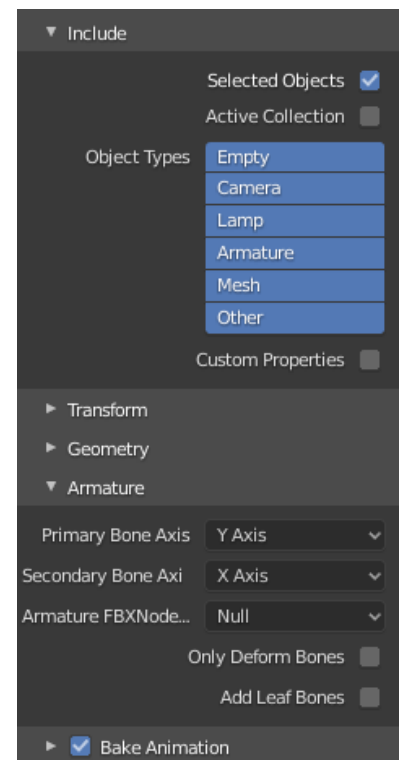 Include
Selected Objects
Active Collection
Object Types Empty
Camera
Lamp
Armature
Mesh
Other
Custom Properties
Transform
Geometry
Armature
Primary Bone Axis Y Axis
Secondary Bone Axi X Axis
Armature FBXNode... Null
Only Deform Bones
Add Leaf Bones
Bake Animation